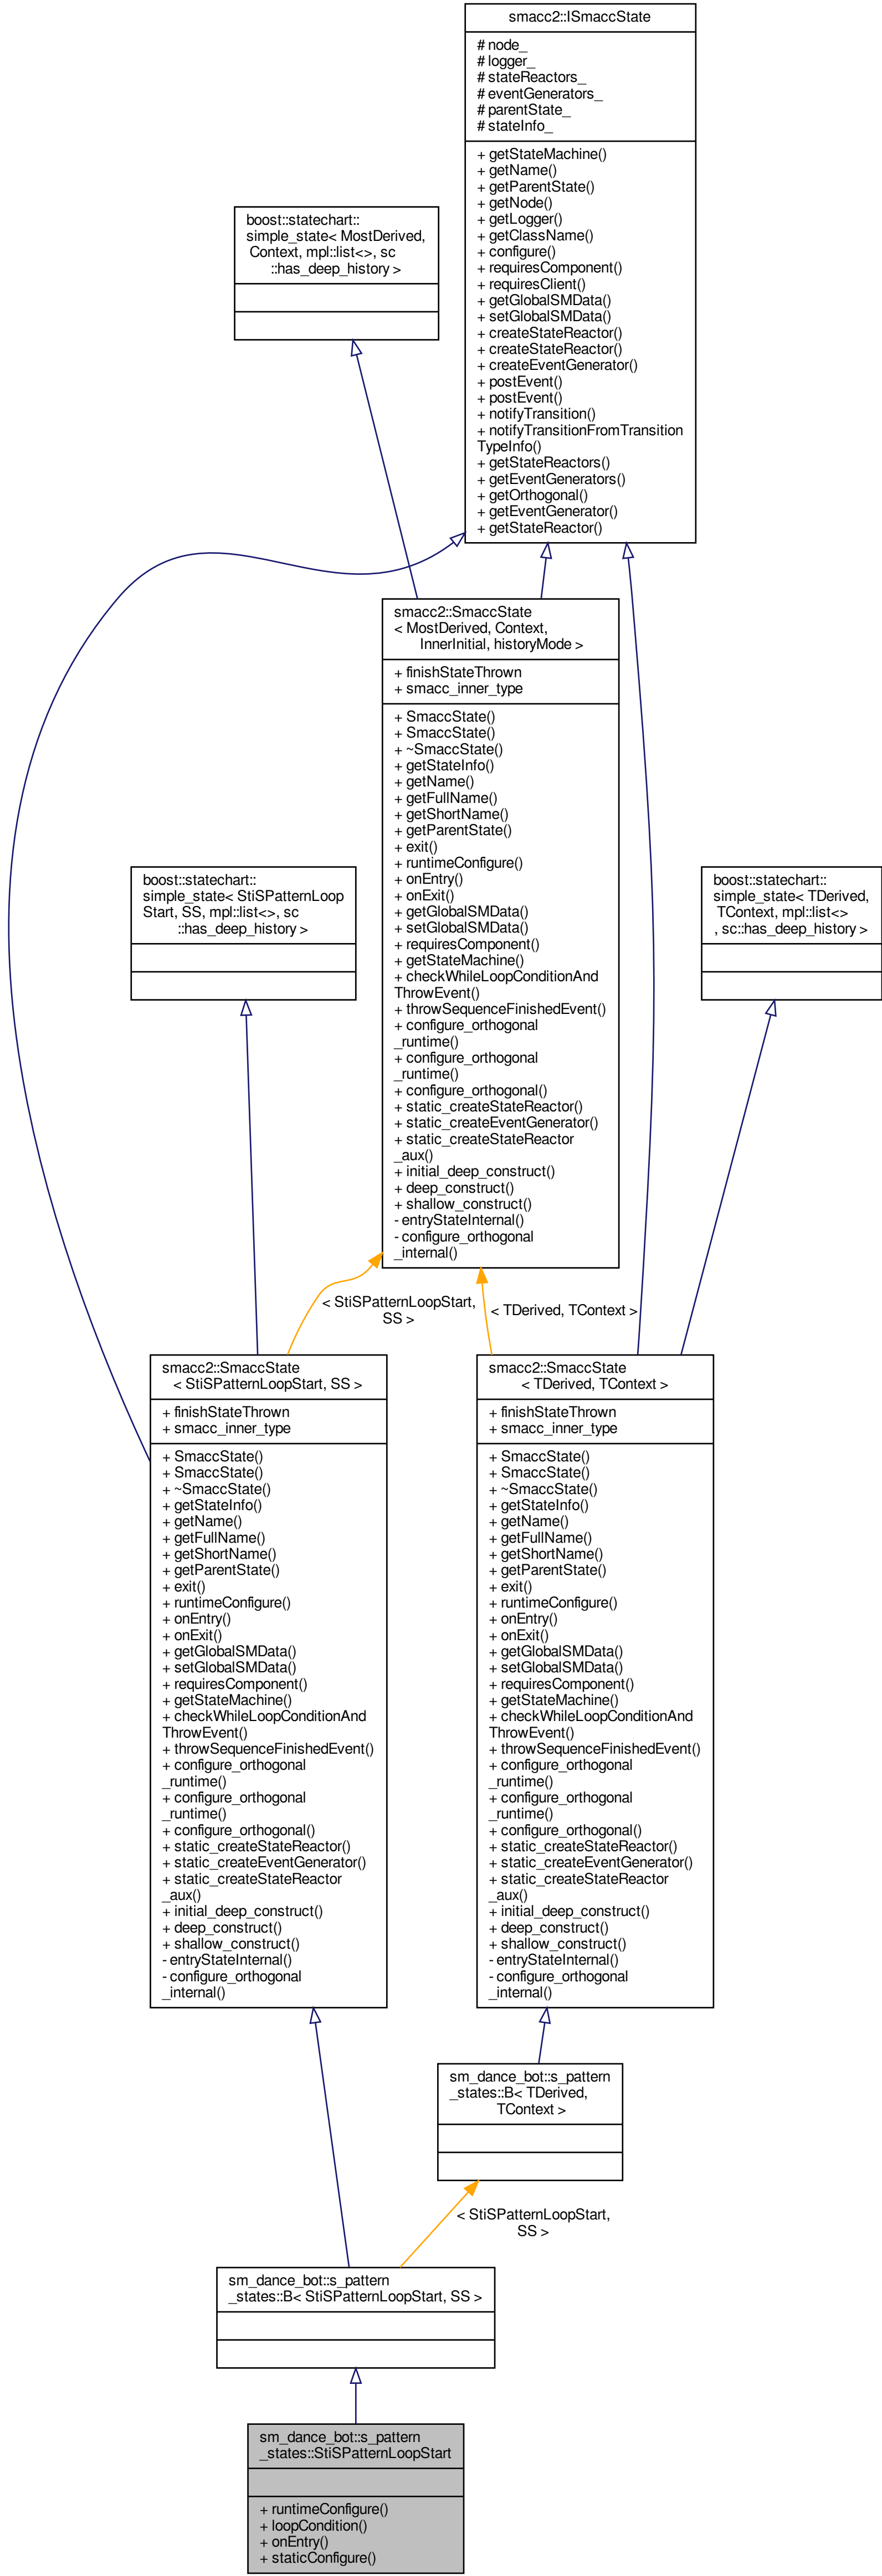 smacc2::ISmaccState
# node_
# logger_
# stateReactors_
# eventGenerators_
# parentState_
# stateInfo_
+ getStateMachine()
+ getName()
+ getParentState()
+ getNode()
+ getLogger()
+ getClassName()
+ configure()
+ requiresComponent()
+ requiresClient()
+ getGlobalSMData()
+ setGlobalSMData()
+ createStateReactor()
+ createStateReactor()
+ createEventGenerator()
+ postEvent()
+ postEvent()
+ notifyTransition()
+ notifyTransitionFromTransition
TypeInfo()
+ getStateReactors()
+ getEventGenerators()
+ getOrthogonal()
+ getEventGenerator()
+ getStateReactor()
boost::statechart::
simple_state< MostDerived,
Context, mpl::list<>, sc
::has_deep_history >
smacc2::SmaccState
< MostDerived, Context,
InnerInitial, historyMode >
+ finishStateThrown
+ smacc_inner_type
+ SmaccState()
+ SmaccState()
+ ~SmaccState()
+ getStateInfo()
+ getName()
+ getFullName()
+ getShortName()
+ getParentState()
+ exit()
+ runtimeConfigure()
+ onEntry()
+ onExit()
+ getGlobalSMData()
+ setGlobalSMData()
+ requiresComponent()
+ getStateMachine()
+ checkWhileLoopConditionAnd
ThrowEvent()
+ throwSequenceFinishedEvent()
+ configure_orthogonal
_runtime()
+ configure_orthogonal
_runtime()
+ configure_orthogonal()
+ static_createStateReactor()
+ static_createEventGenerator()
+ static_createStateReactor
_aux()
+ initial_deep_construct()
+ deep_construct()
+ shallow_construct()
- entryStateInternal()
- configure_orthogonal
_internal()
boost::statechart::
simple_state< StiSPatternLoop
Start, SS, mpl::list<>, sc
::has_deep_history >
boost::statechart::
simple_state< TDerived,
TContext, mpl::list<>
, sc::has_deep_history >
< StiSPatternLoopStart,
SS >
< TDerived, TContext >
smacc2::SmaccState
< StiSPatternLoopStart, SS >
+ finishStateThrown
+ smacc_inner_type
+ SmaccState()
+ SmaccState()
+ ~SmaccState()
+ getStateInfo()
+ getName()
+ getFullName()
+ getShortName()
+ getParentState()
+ exit()
+ runtimeConfigure()
+ onEntry()
+ onExit()
+ getGlobalSMData()
+ setGlobalSMData()
+ requiresComponent()
+ getStateMachine()
+ checkWhileLoopConditionAnd
ThrowEvent()
+ throwSequenceFinishedEvent()
+ configure_orthogonal
_runtime()
+ configure_orthogonal
_runtime()
+ configure_orthogonal()
+ static_createStateReactor()
+ static_createEventGenerator()
+ static_createStateReactor
_aux()
+ initial_deep_construct()
+ deep_construct()
+ shallow_construct()
- entryStateInternal()
- configure_orthogonal
_internal()
smacc2::SmaccState
< TDerived, TContext >
+ finishStateThrown
+ smacc_inner_type
+ SmaccState()
+ SmaccState()
+ ~SmaccState()
+ getStateInfo()
+ getName()
+ getFullName()
+ getShortName()
+ getParentState()
+ exit()
+ runtimeConfigure()
+ onEntry()
+ onExit()
+ getGlobalSMData()
+ setGlobalSMData()
+ requiresComponent()
+ getStateMachine()
+ checkWhileLoopConditionAnd
ThrowEvent()
+ throwSequenceFinishedEvent()
+ configure_orthogonal
_runtime()
+ configure_orthogonal
_runtime()
+ configure_orthogonal()
+ static_createStateReactor()
+ static_createEventGenerator()
+ static_createStateReactor
_aux()
+ initial_deep_construct()
+ deep_construct()
+ shallow_construct()
- entryStateInternal()
- configure_orthogonal
_internal()
sm_dance_bot::s_pattern
_states::B< TDerived,
TContext >
< StiSPatternLoopStart,
SS >
sm_dance_bot::s_pattern
_states::B< StiSPatternLoopStart, SS >
sm_dance_bot::s_pattern
_states::StiSPatternLoopStart
+ runtimeConfigure()
+ loopCondition()
+ onEntry()
+ staticConfigure()